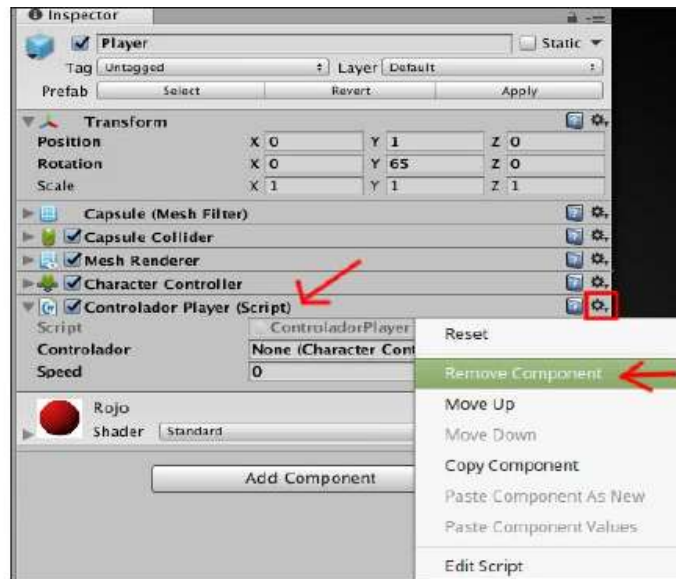 Inspector
Player
Static
Tag Untagged Layer Default
Prefab Select Revert Apply
Transform
Position X 0 Y 1 Z 0
Rotation X 0 Y 65 Z 0
Scale X 1 Y 1 Z 1
Capsule (Mesh Filter)
Capsule Collider
Mesh Renderer
Character Controller
Controlador Player (Script)
Script ControladorPlayer
Controlador None (Character Cont
Speed 0
Rojo
Shader Standard
Add Component
Reset
Remove Component
Move Up
Move Down
Copy Component
Paste Component As New
Paste Component Values
Edit Script